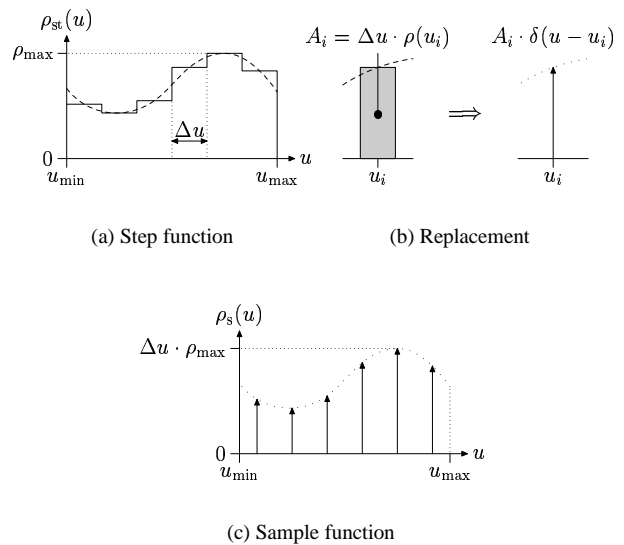 ρst(u)
ρmax
Δu
0
u
umin
umax
(a) Step function
Ai = Δu · ρ(ui)
Ai · δ(u − ui)
⟹
ui
ui
(b) Replacement
ρs(u)
Δu · ρmax
0
u
umin
umax
(c) Sample function